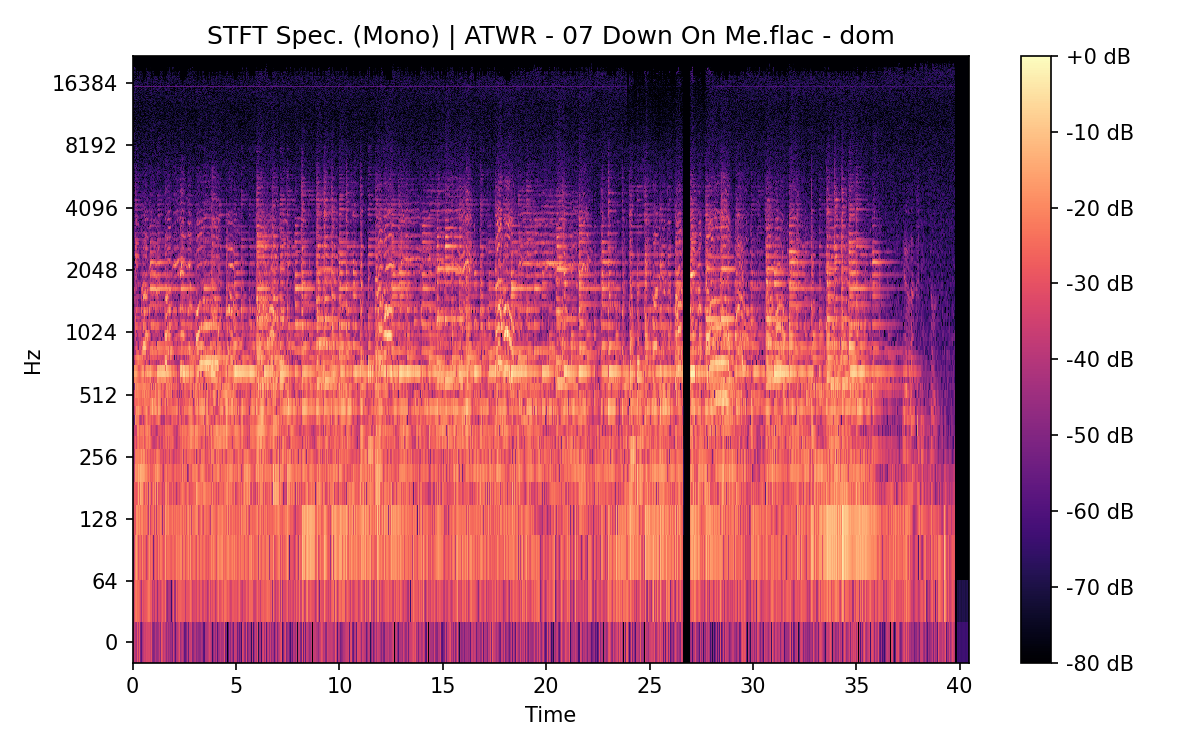 STFT Spec. (Mono) | ATWR - 07 Down On Me.flac - dom
16384
8192
4096
2048
1024
512
256
128
64
0
Hz
0
5
10
15
20
25
30
35
40
Time
+0 dB
-10 dB
-20 dB
-30 dB
-40 dB
-50 dB
-60 dB
-70 dB
-80 dB